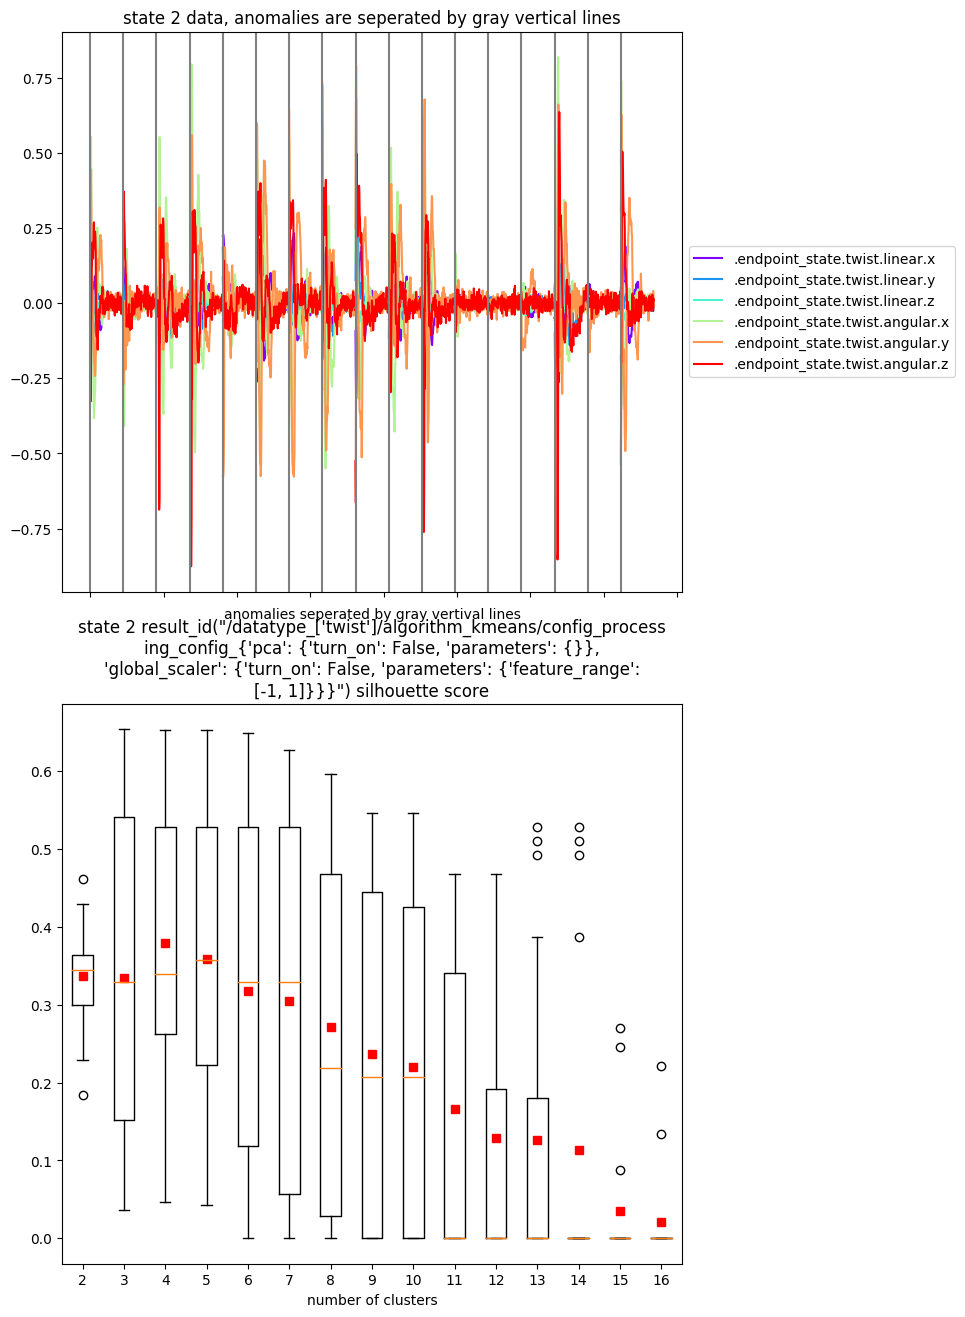 state 2 data, anomalies are seperated by gray vertical lines
0.75
0.50
0.25
0.00
−0.25
−0.50
−0.75
.endpoint_state.twist.linear.x
.endpoint_state.twist.linear.y
.endpoint_state.twist.linear.z
.endpoint_state.twist.angular.x
.endpoint_state.twist.angular.y
.endpoint_state.twist.angular.z
anomalies seperated by gray vertival lines
state 2 result_id("/datatype_['twist']/algorithm_kmeans/config_process
ing_config_{'pca': {'turn_on': False, 'parameters': {}},
'global_scaler': {'turn_on': False, 'parameters': {'feature_range':
[-1, 1]}}}") silhouette score
0.6
0.5
0.4
0.3
0.2
0.1
0.0
2 3 4 5 6 7 8 9 10 11 12 13 14 15 16
number of clusters